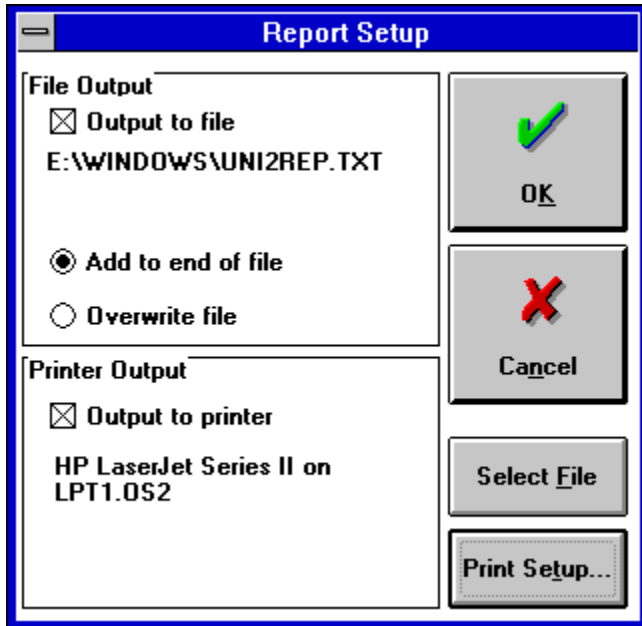 Report Setup
File Output
Output to file
E:\WINDOWS\UNI2REP.TXT
Add to end of file
Overwrite file
Printer Output
Output to printer
HP LaserJet Series II on
LPT1.OS2
OK
Cancel
Select File
Print Setup...